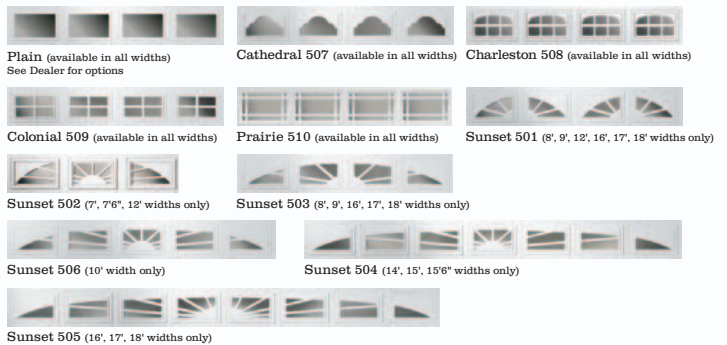 Plain (available in all widths)
See Dealer for options
Cathedral 507 (available in all widths)
Charleston 508 (available in all widths)
Colonial 509 (available in all widths)
Prairie 510 (available in all widths)
Sunset 501 (8', 9', 12', 16', 17', 18' widths only)
Sunset 502 (7', 7'6", 12' widths only)
Sunset 503 (8', 9', 16', 17', 18' widths only)
Sunset 506 (10' width only)
Sunset 504 (14', 15', 15'6" widths only)
Sunset 505 (16', 17', 18' widths only)